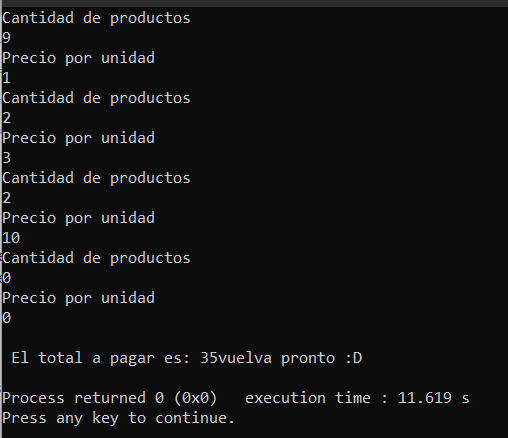 Cantidad de productos
9
Precio por unidad
1
Cantidad de productos
2
Precio por unidad
3
Cantidad de productos
2
Precio por unidad
10
Cantidad de productos
0
Precio por unidad
0
El total a pagar es: 35vuelva pronto :D
Process returned 0 (0x0)   execution time : 11.619 s
Press any key to continue.